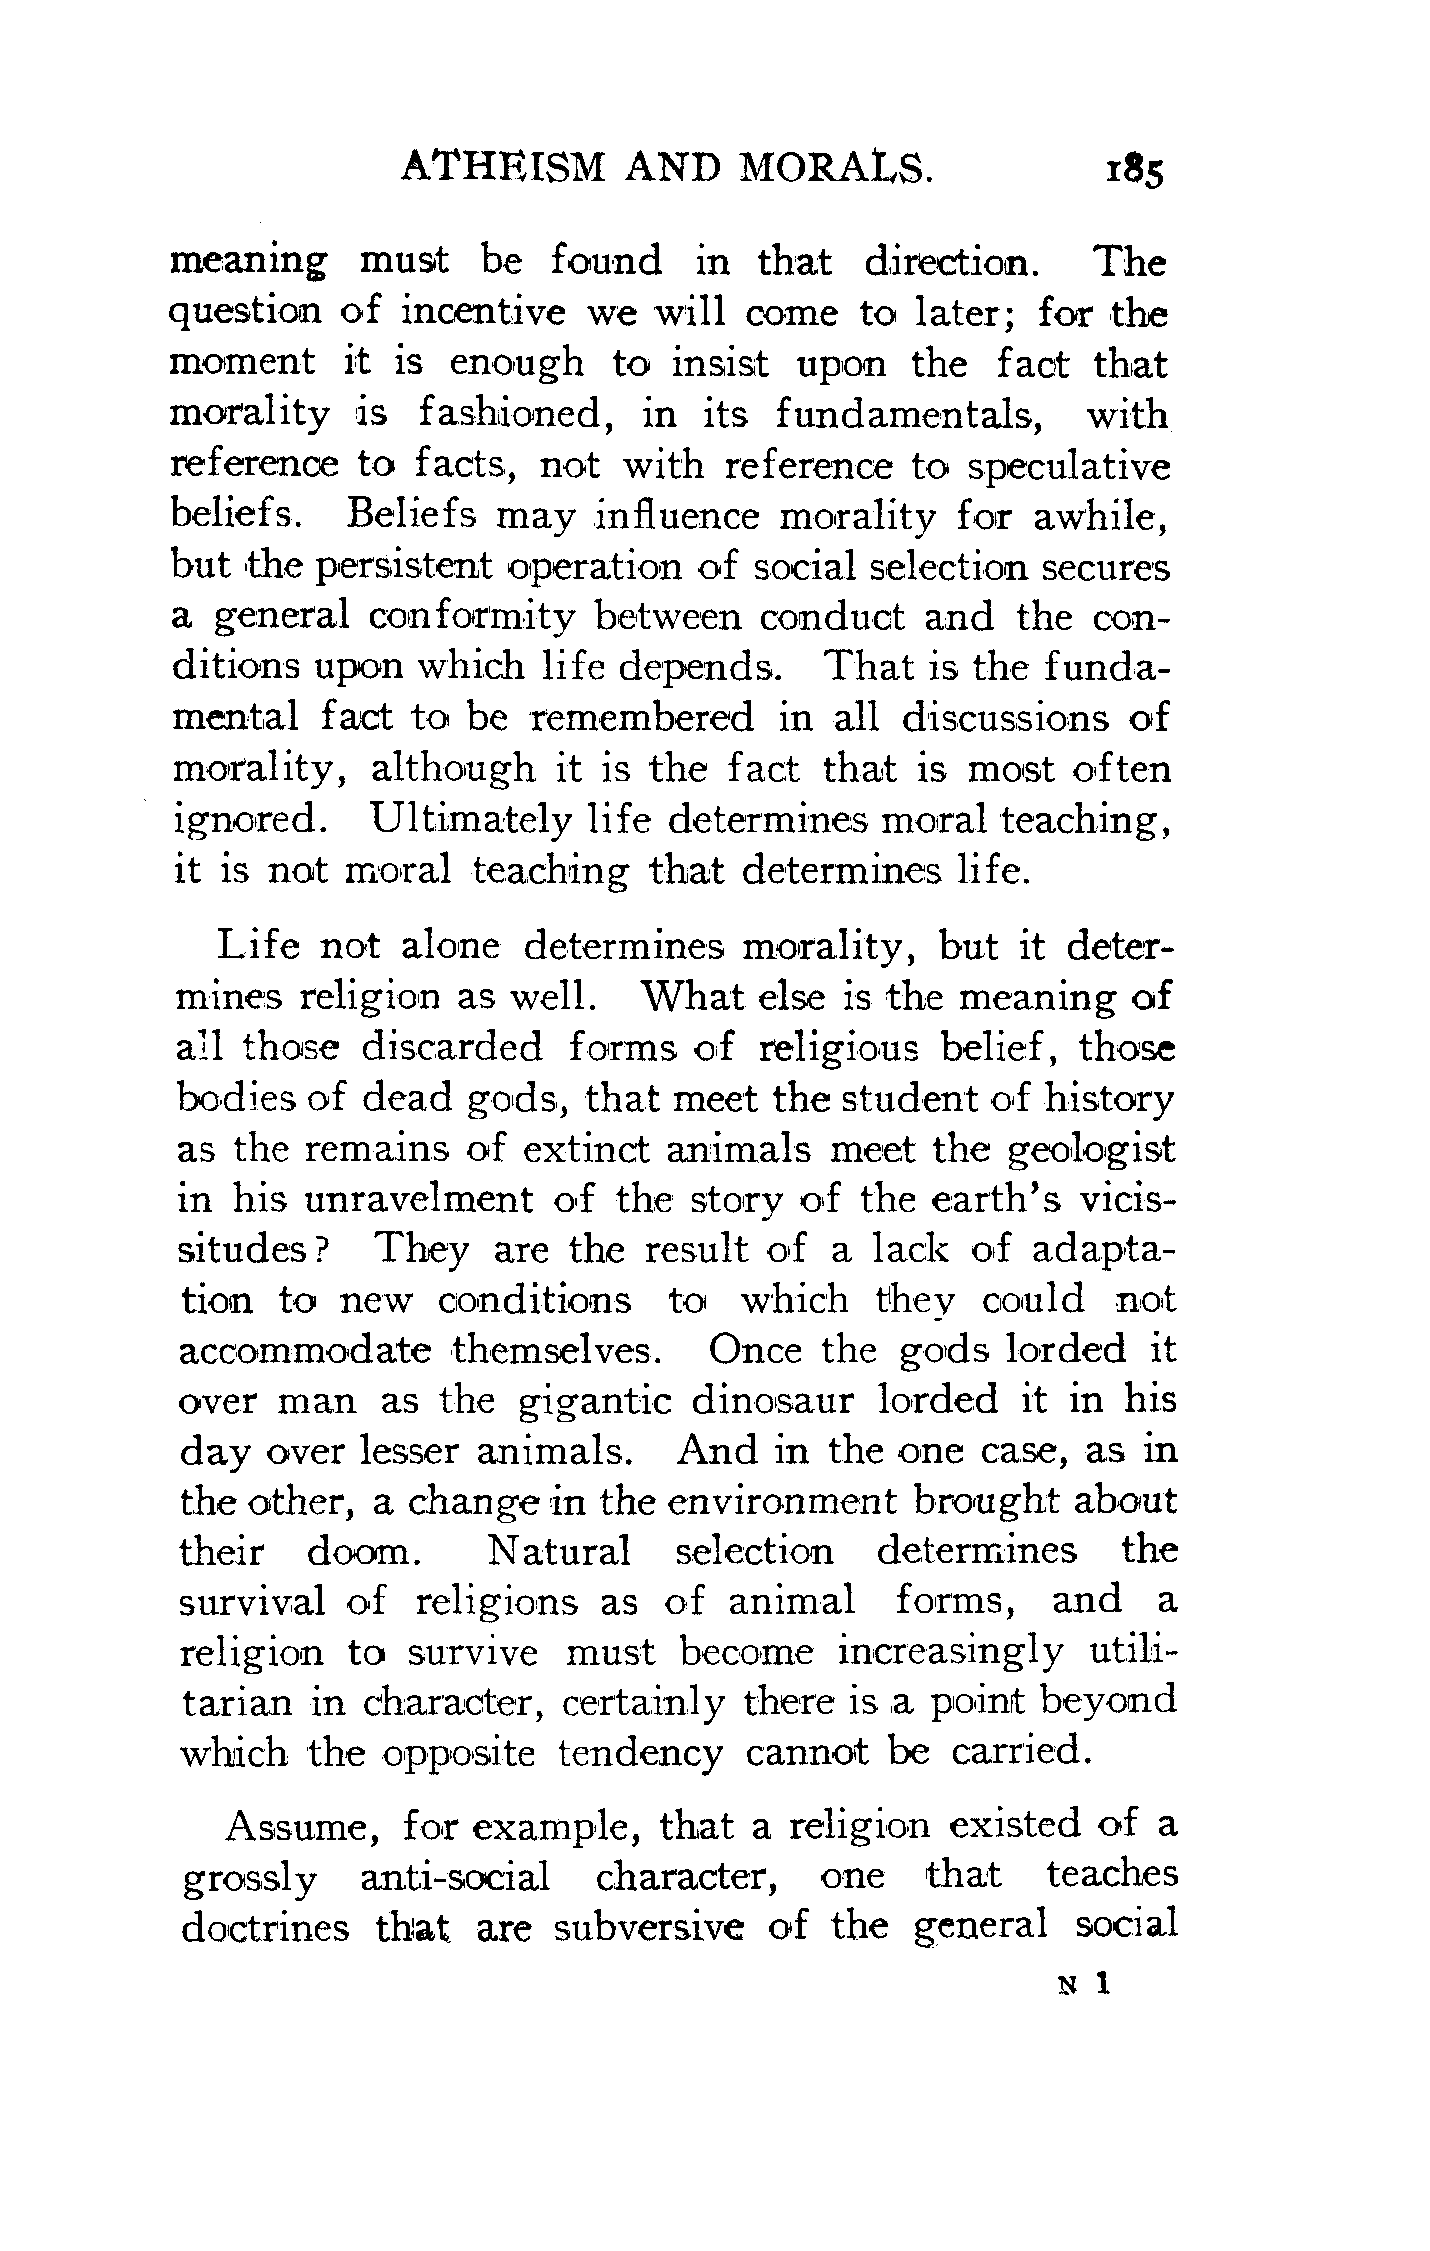 ATHEISM AND MORALS. 185
meaning must be found in that direction. The
question of incentive we will come to later; for the
moment it is enough to insist upon the fact that
morality is fashioned, in its fundamentals, with
reference to facts, not with reference to speculative
beliefs. Beliefs may influence morality for awhile,
but the persistent operation of social selection secures
a general conformity between conduct and the con-
ditions upon which life depends. That is the funda-
mental fact to be remembered in all discussions of
morality, although it is the fact that is most often
ignored. Ultimately life determines moral teaching,
it is not moral teaching that determines life.
Life not alone determines morality, but it deter-
mines religion as well. What else is the meaning of
all those discarded forms of religious belief, those
bodies of dead gods, that meet the student of history
as the remains of extinct animals meet the geologist
in his unravelment of the story of the earth's vicis-
situdes? They are the result of a lack of adapta-
tion to new conditions to which they could not
accommodate themselves. Once the gods lorded it
over man as the gigantic dinosaur lorded it in his
day over lesser animals. And in the one case, as in
the other, a change in the environment brought about
their doom. Natural selection determines the
survival of religions as of animal forms, and a
religion to survive must become increasingly utili-
tarian in character, certainly there is a point beyond
which the opposite tendency cannot be carried.
Assume, for example, that a religion existed of a
grossly anti-social character, one that teaches
doctrines that are subversive of the general social
N 1